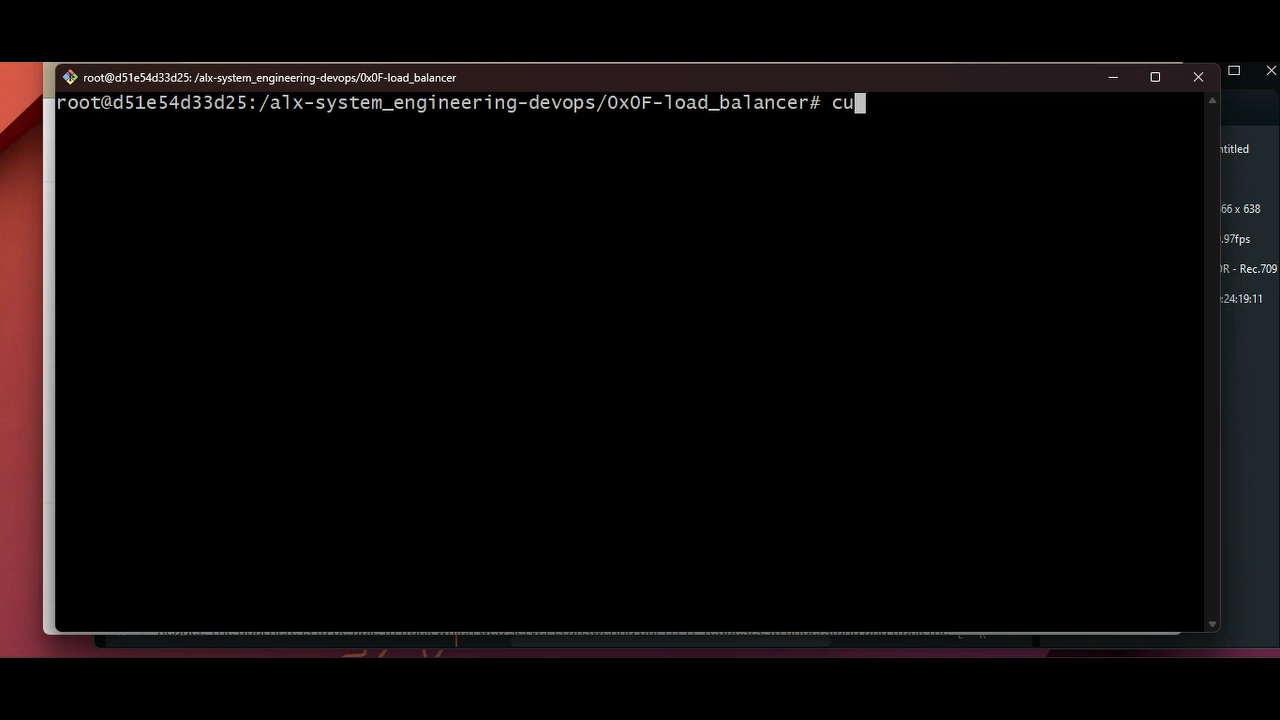 root@d51e54d33d25: /alx-system_engineering-devops/0x0F-load_balancer
root@d51e54d33d25:/alx-system_engineering-devops/0x0F-load_balancer# cu
ntitled
66 x 638
.97fps
DR - Rec.709
:24:19:11